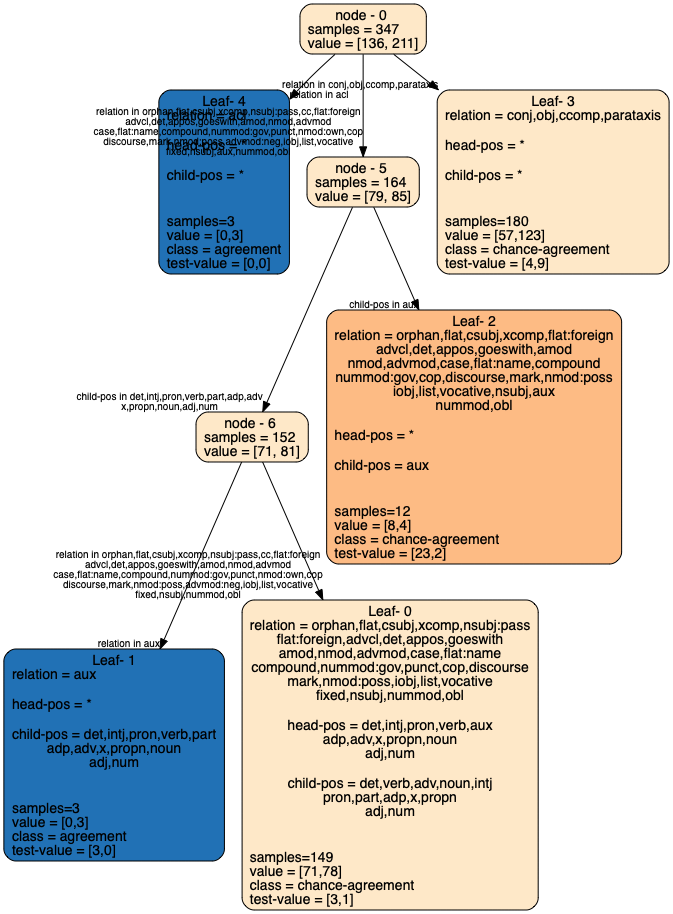 node - 0
samples = 347
value = [136, 211]
relation in conj,obj,ccomp,parataxis
relation in acl
Leaf- 4
relation = acl
head-pos = *
child-pos = *
samples=3
value = [0,3]
class = agreement
test-value = [0,0]
relation in orphan,flat,csubj,xcomp,nsubj:pass,cc,flat:foreign
advcl,det,appos,goeswith,amod,nmod,advmod
case,flat:name,compound,nummod:gov,punct,nmod:own,cop
discourse,mark,nmod:poss,advmod:neg,iobj,list,vocative
fixed,nsubj,aux,nummod,obl
Leaf- 3
relation = conj,obj,ccomp,parataxis
head-pos = *
child-pos = *
samples=180
value = [57,123]
class = chance-agreement
test-value = [4,9]
node - 5
samples = 164
value = [79, 85]
child-pos in aux
Leaf- 2
relation = orphan,flat,csubj,xcomp,flat:foreign
advcl,det,appos,goeswith,amod
nmod,advmod,case,flat:name,compound
nummod:gov,cop,discourse,mark,nmod:poss
iobj,list,vocative,nsubj,aux
nummod,obl
head-pos = *
child-pos = aux
samples=12
value = [8,4]
class = chance-agreement
test-value = [23,2]
child-pos in det,intj,pron,verb,part,adp,adv
x,propn,noun,adj,num
node - 6
samples = 152
value = [71, 81]
relation in orphan,flat,csubj,xcomp,nsubj:pass,cc,flat:foreign
advcl,det,appos,goeswith,amod,nmod,advmod
case,flat:name,compound,nummod:gov,punct,nmod:own,cop
discourse,mark,nmod:poss,advmod:neg,iobj,list,vocative
fixed,nsubj,nummod,obl
relation in aux
Leaf- 1
relation = aux
head-pos = *
child-pos = det,intj,pron,verb,part
adp,adv,x,propn,noun
adj,num
samples=3
value = [0,3]
class = agreement
test-value = [3,0]
Leaf- 0
relation = orphan,flat,csubj,xcomp,nsubj:pass
flat:foreign,advcl,det,appos,goeswith
amod,nmod,advmod,case,flat:name
compound,nummod:gov,punct,cop,discourse
mark,nmod:poss,iobj,list,vocative
fixed,nsubj,nummod,obl
head-pos = det,intj,pron,verb,aux
adp,adv,x,propn,noun
adj,num
child-pos = det,verb,adv,noun,intj
pron,part,adp,x,propn
adj,num
samples=149
value = [71,78]
class = chance-agreement
test-value = [3,1]